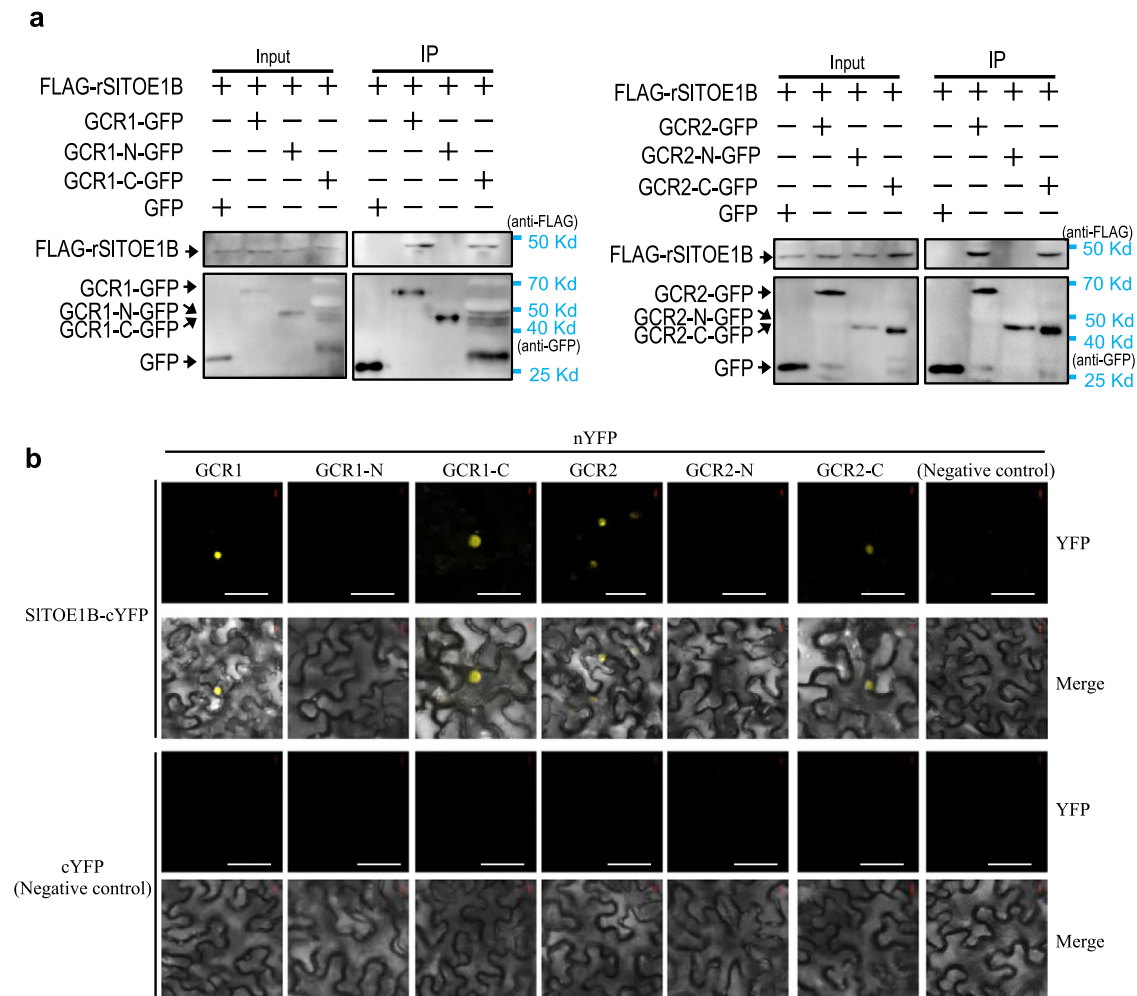 a
Input IP
FLAG-rSlTOE1B + + + + + + + +
GCR1-GFP — + — — — + — —
GCR1-N-GFP — — + — — — + —
GCR1-C-GFP — — — + — — — +
GFP + — — — + — — —
(anti-FLAG)
FLAG-rSlTOE1B 50 Kd
GCR1-GFP 70 Kd
GCR1-N-GFP 50 Kd
GCR1-C-GFP 40 Kd
(anti-GFP)
GFP 25 Kd
Input IP
FLAG-rSlTOE1B + + + + + + + +
GCR2-GFP — + — — — + — —
GCR2-N-GFP — — + — — — + —
GCR2-C-GFP — — — + — — — +
GFP + — — — + — — —
(anti-FLAG)
FLAG-rSlTOE1B 50 Kd
GCR2-GFP 70 Kd
GCR2-N-GFP 50 Kd
GCR2-C-GFP 40 Kd
(anti-GFP)
GFP 25 Kd
b
nYFP
GCR1 GCR1-N GCR1-C GCR2 GCR2-N GCR2-C (Negative control)
YFP
SlTOE1B-cYFP
Merge
YFP
cYFP
(Negative control)
Merge